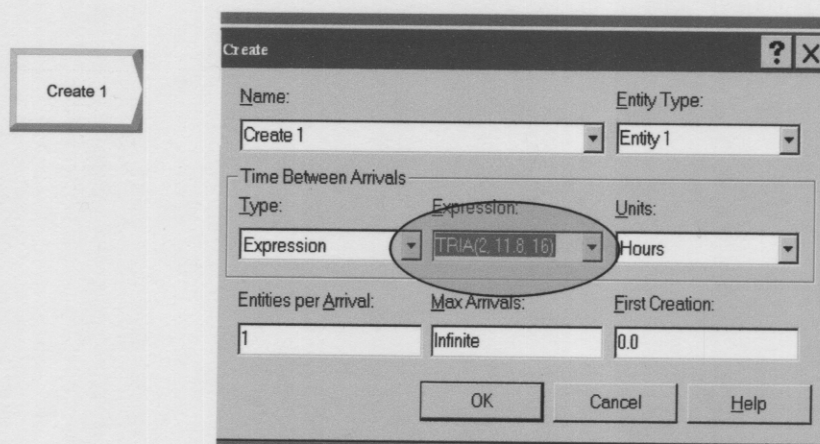 Create 1
Create
Name:
Entity Type:
Create 1
Entity 1
Time Between Arrivals
Type:
Expression:
Units:
Expression
TRIA(2, 11.8, 16)
Hours
Entities per Arrival:
Max Arrivals:
First Creation:
1
Infinite
0.0
OK
Cancel
Help